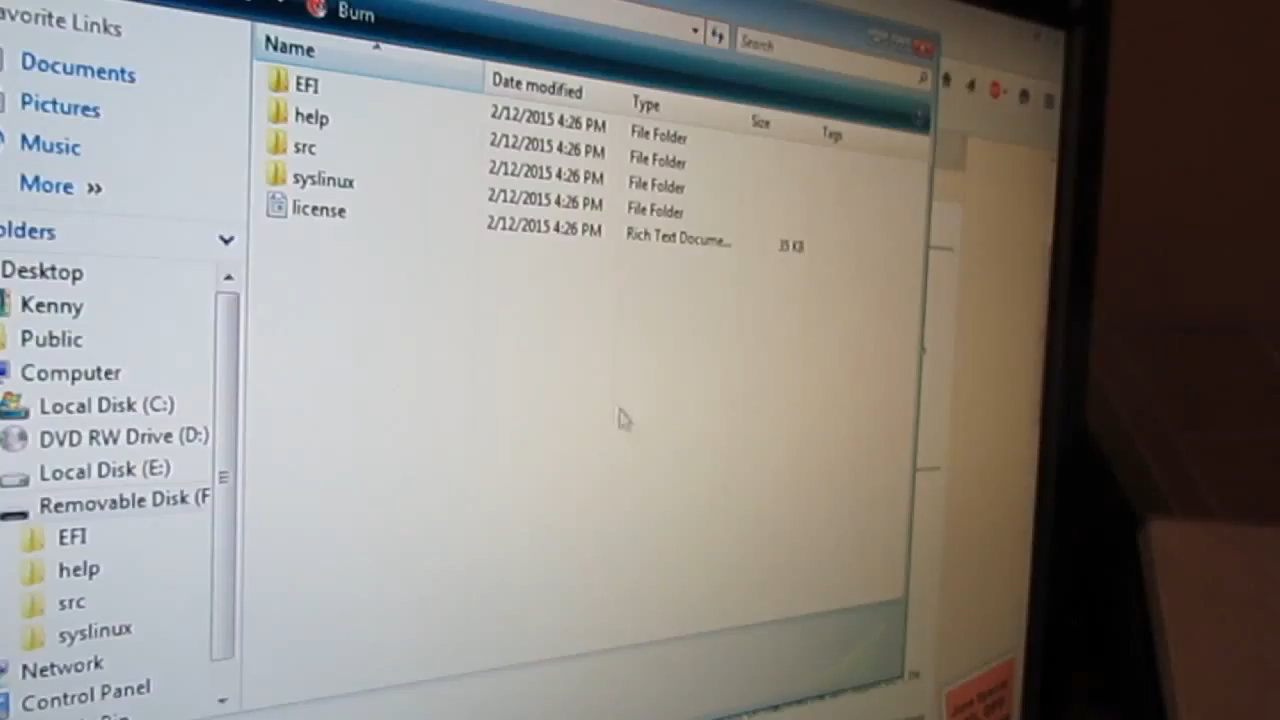 Burn
avorite Links
Search
Documents
Pictures
Music
More »
olders
Desktop
Kenny
Public
Computer
Local Disk (C:)
DVD RW Drive (D:)
Local Disk (E:)
Removable Disk (F
EFI
help
src
syslinux
Network
Control Panel
Name Date modified Type Size Tags
EFI 2/12/2015 4:26 PM File Folder
help 2/12/2015 4:26 PM File Folder
src 2/12/2015 4:26 PM File Folder
syslinux 2/12/2015 4:26 PM File Folder
license 2/12/2015 4:26 PM Rich Text Docume... 35 KB